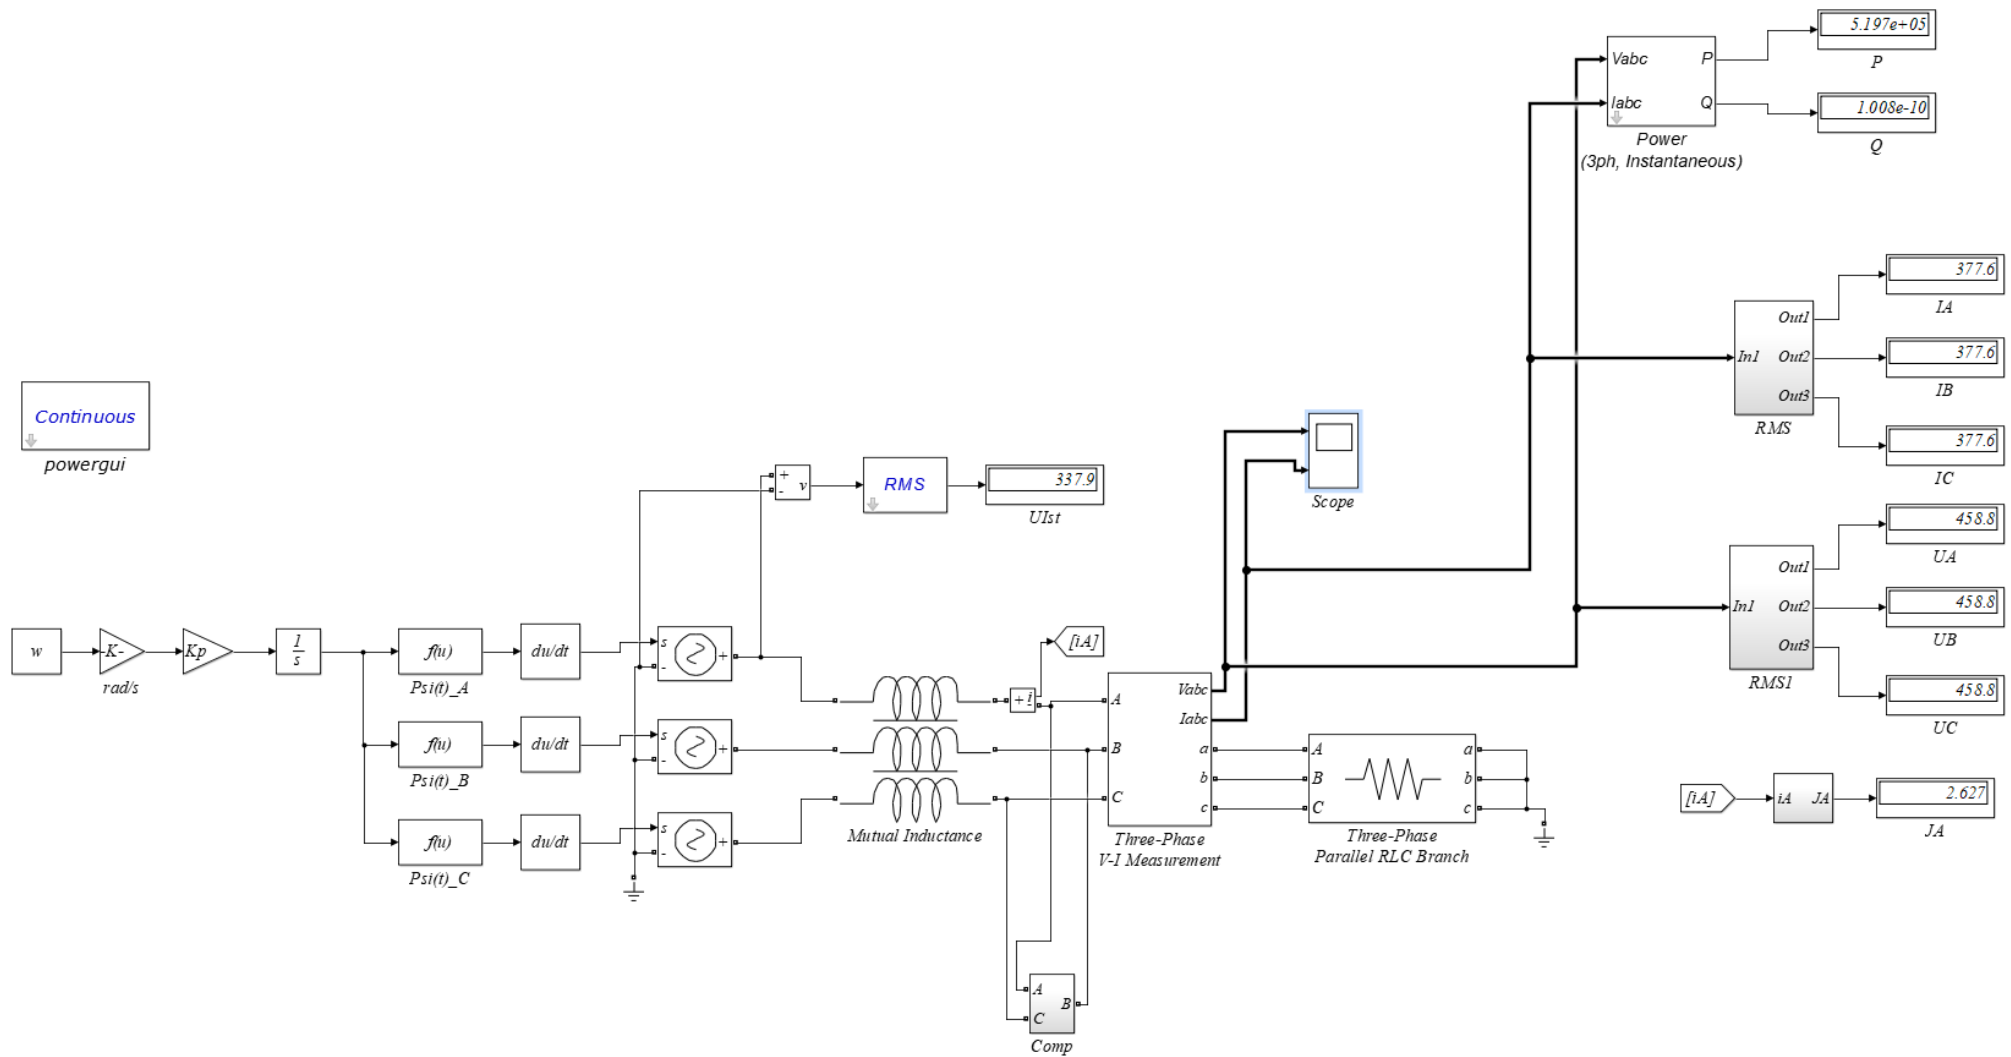 5.197e+05
P
Vabc
P
Iabc
Q
1.008e-10
Q
Power
(3ph, Instantaneous)
377.6
IA
Out1
In1
Out2
377.6
IB
Out3
RMS
377.6
IC
Continuous
powergui
+
-
v
RMS
337.9
UIst
Scope
458.8
UA
Out1
In1
Out2
458.8
UB
Out3
RMS1
458.8
UC
w
-K-
rad/s
Kp
1
s
f(u)
Psi(t)_A
du/dt
s
-
+
[iA]
+ i
-
f(u)
Psi(t)_B
du/dt
s
-
+
f(u)
Psi(t)_C
du/dt
s
-
+
Mutual Inductance
A
B
C
Vabc
Iabc
a
b
c
Three-Phase
V-I Measurement
A
B
C
a
b
c
Three-Phase
Parallel RLC Branch
[iA]
iA
JA
2.627
JA
A
B
C
Comp